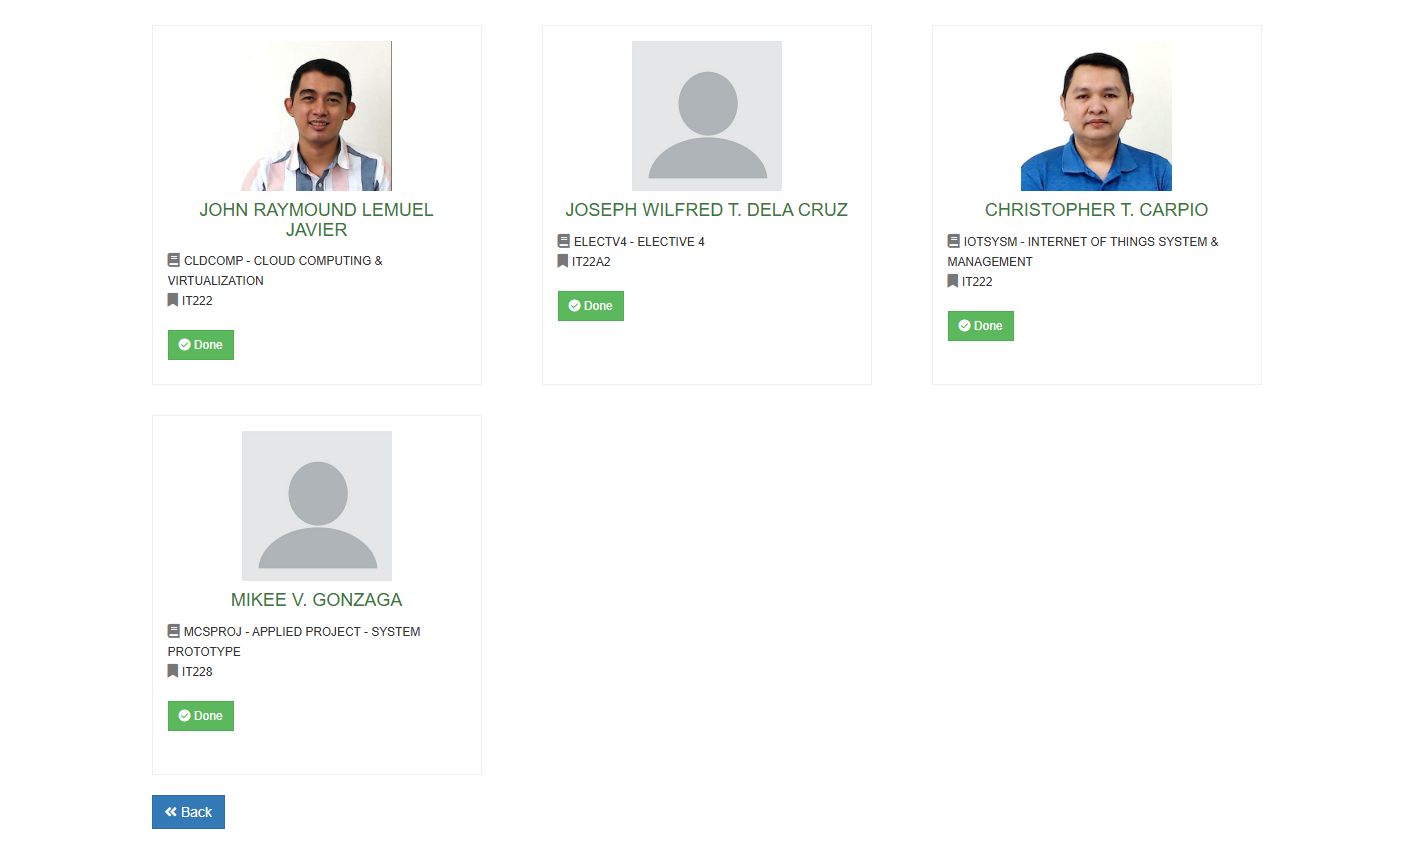 JOHN RAYMOUND LEMUEL
JAVIER
CLDCOMP - CLOUD COMPUTING &
VIRTUALIZATION
IT222
Done
JOSEPH WILFRED T. DELA CRUZ
ELECTV4 - ELECTIVE 4
IT22A2
Done
CHRISTOPHER T. CARPIO
IOTSYSM - INTERNET OF THINGS SYSTEM &
MANAGEMENT
IT222
Done
MIKEE V. GONZAGA
MCSPROJ - APPLIED PROJECT - SYSTEM
PROTOTYPE
IT228
Done
Back